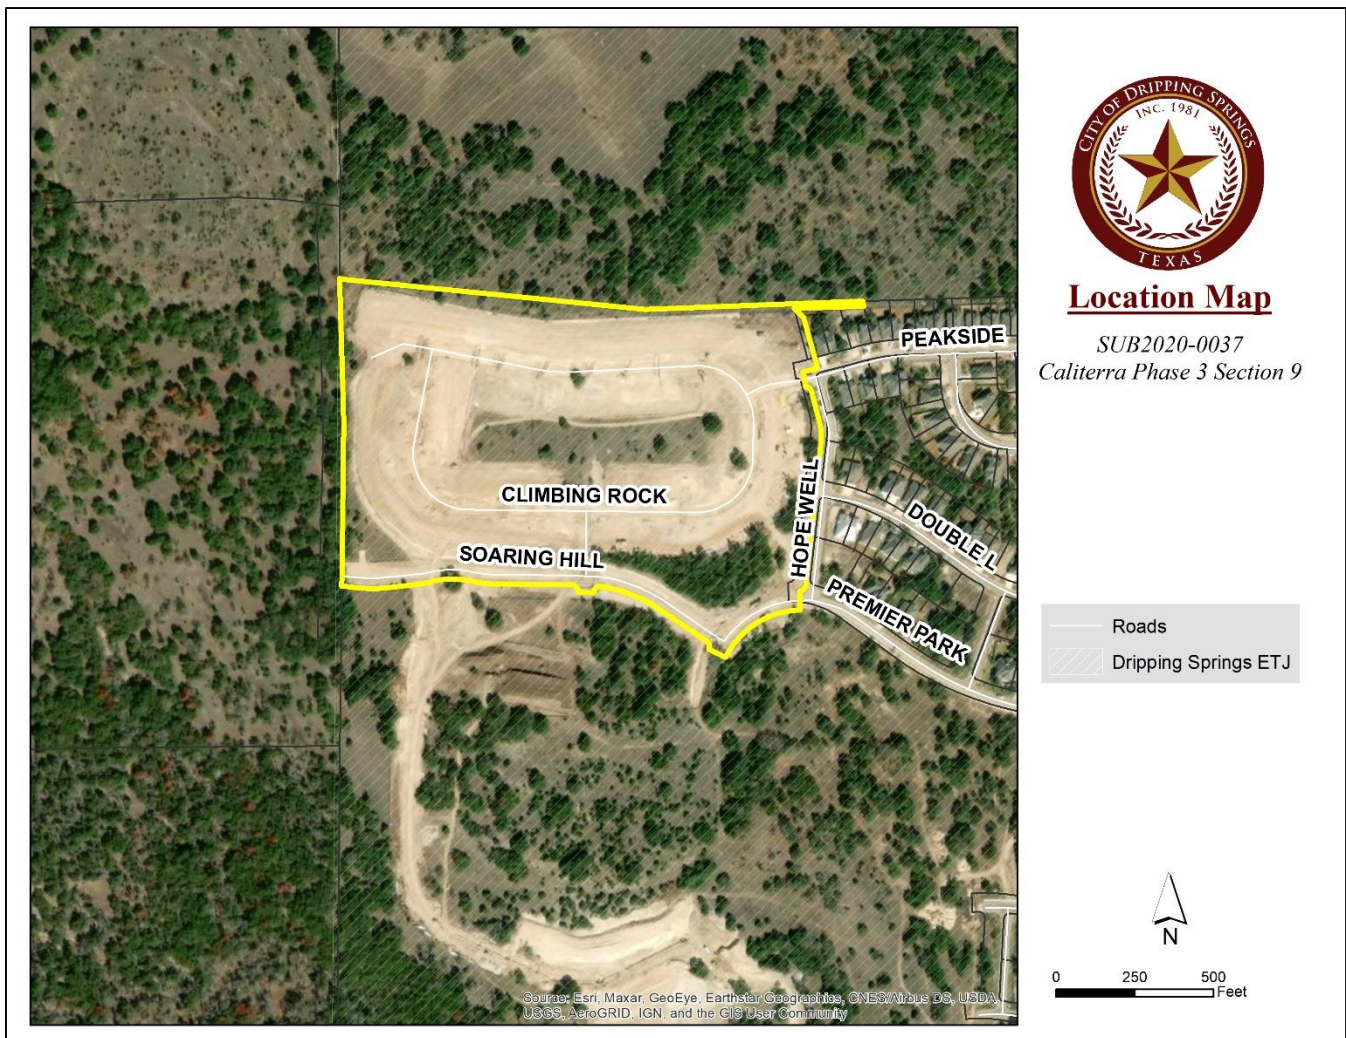 CITY OF DRIPPING SPRINGS
INC. 1981
TEXAS
Location Map
SUB2020-0037
Caliterra Phase 3 Section 9
PEAKSIDE
CLIMBING ROCK
HOPE WELL
DOUBLE L
SOARING HILL
PREMIER PARK
Roads
Dripping Springs ETJ
N
0 250 500
Feet
Source: Esri, Maxar, GeoEye, Earthstar Geographics, CNES/Airbus DS, USDA,
USGS, AeroGRID, IGN, and the GIS User Community